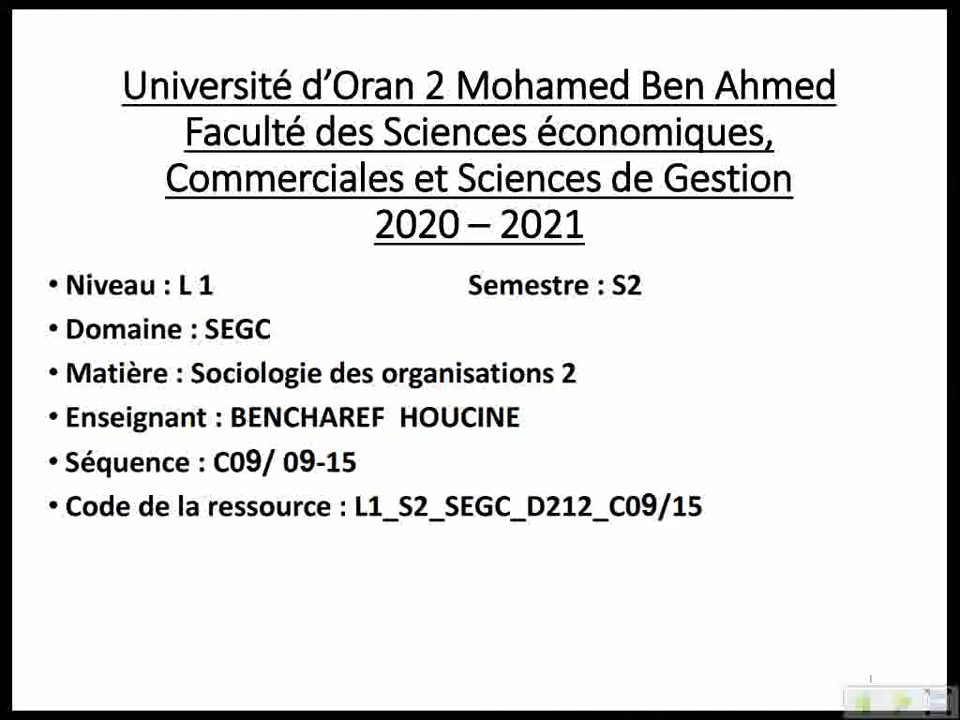 Université d’Oran 2 Mohamed Ben Ahmed
Faculté des Sciences économiques,
Commerciales et Sciences de Gestion
2020 – 2021
• Niveau : L 1 Semestre : S2
• Domaine : SEGC
• Matière : Sociologie des organisations 2
• Enseignant : BENCHAREF HOUCINE
• Séquence : C09/ 09-15
• Code de la ressource : L1_S2_SEGC_D212_C09/15